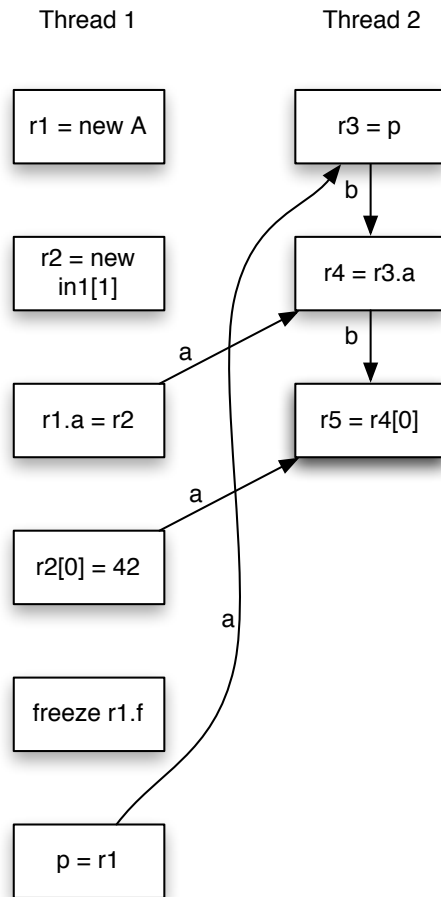 Thread 1
Thread 2
r1 = new A
r3 = p
b
r2 = new
in1[1]
r4 = r3.a
a
b
r1.a = r2
r5 = r4[0]
a
r2[0] = 42
a
freeze r1.f
p = r1